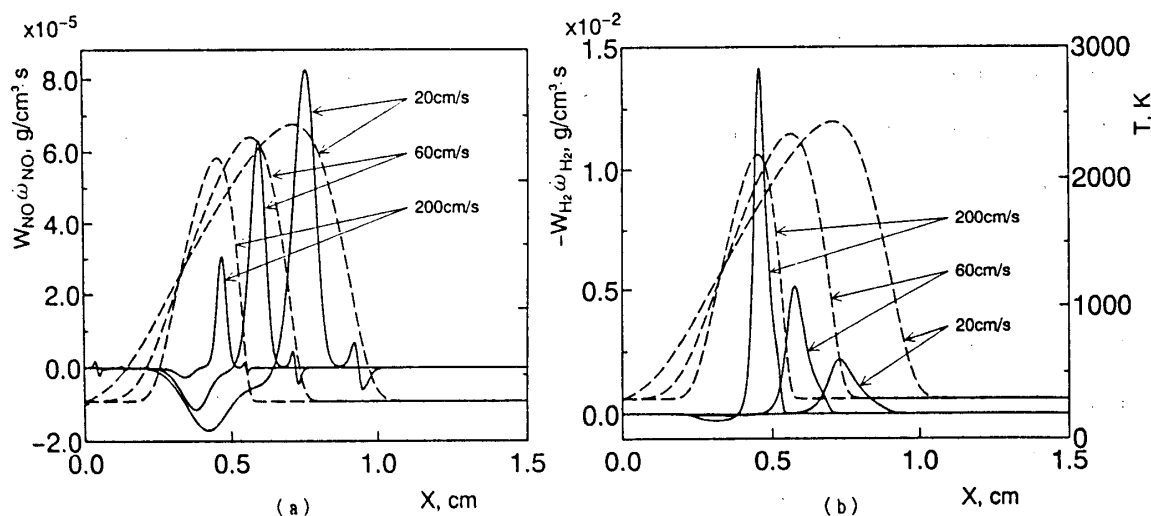 x10⁻⁵
W_NO ω̇_NO, g/cm³·s
8.0
6.0
4.0
2.0
0.0
-2.0
0.0
0.5
1.0
1.5
20cm/s
60cm/s
200cm/s
X, cm
(a)
x10⁻²
-W_H₂ ω̇_H₂, g/cm³·s
1.5
1.0
0.5
0.0
0.0
0.5
1.0
1.5
200cm/s
60cm/s
20cm/s
3000
2000
1000
0
T, K
X, cm
(b)